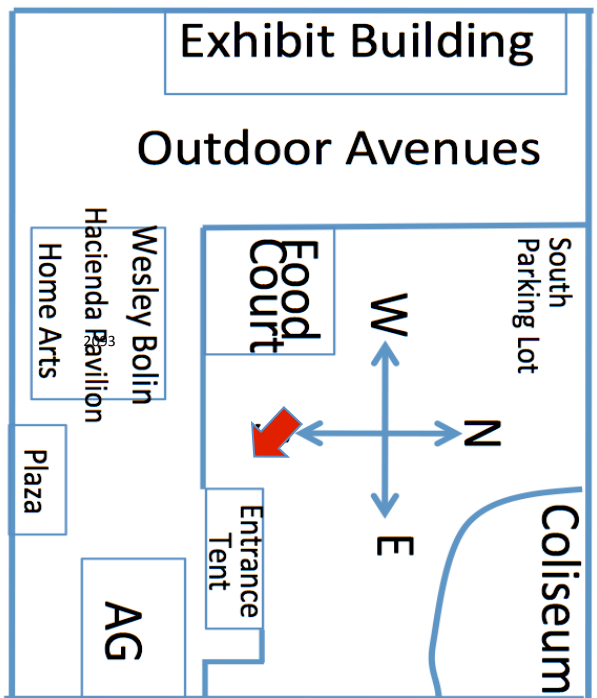 Exhibit Building
Outdoor Avenues
South
Parking Lot
Food
Court
Wesley Bolin
Hacienda Pavilion
Home Arts
2093
W
N
E
Plaza
Entrance
Tent
Coliseum
AG